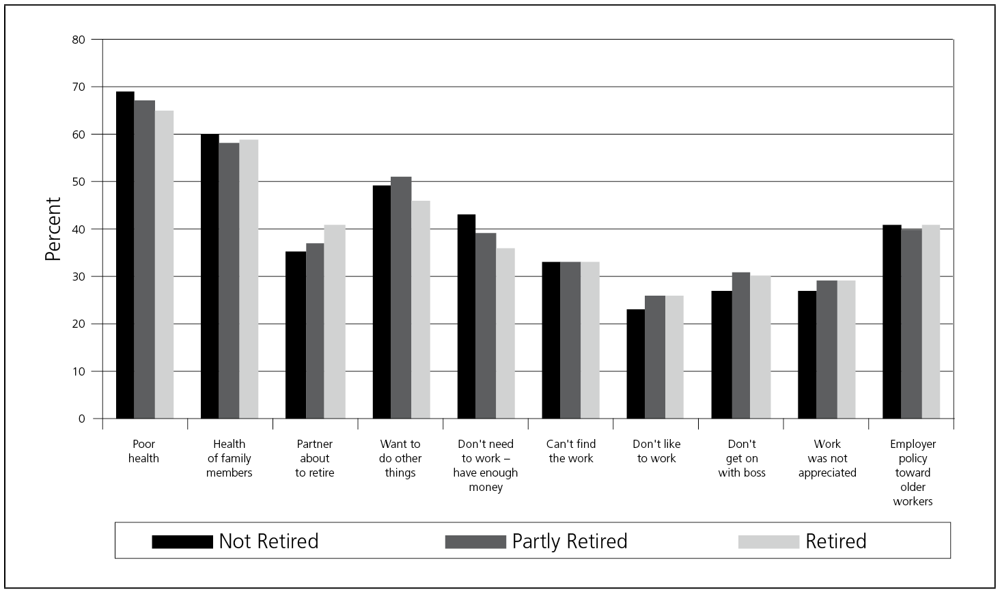 80
70
60
50
40
30
20
10
0
Percent
Poor
health
Health
of family
members
Partner
about
to retire
Want to
do other
things
Don't need
to work –
have enough
money
Can't find
the work
Don't like
to work
Don't
get on
with boss
Work
was not
appreciated
Employer
policy
toward
older
workers
Not Retired
Partly Retired
Retired